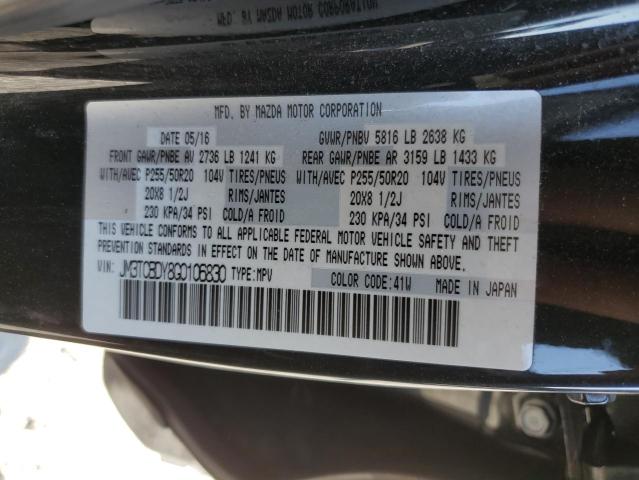 MFD. BY MAZDA MOTOR CORPORATION
DATE 05/16 GVWR/PNBV 5816 LB 2638 KG
FRONT GAWR/PNBE AV 2736 LB 1241 KG REAR GAWR/PNBE AR 3159 LB 1433 KG
WITH/AVEC P255/50R20 104V TIRES/PNEUS WITH/AVEC P255/50R20 104V TIRES/PNEUS
20X8 1/2J RIMS/JANTES 20X8 1/2J RIMS/JANTES
230 KPA/34 PSI COLD/A FROID 230 KPA/34 PSI COLD/A FROID
THIS VEHICLE CONFORMS TO ALL APPLICABLE FEDERAL MOTOR VEHICLE SAFETY AND THEFT
PREVENTION STANDARDS IN EFFECT ON THE DATE OF MANUFACTURE SHOWN ABOVE.
VIN: JM3TCBDY8G0106830 TYPE:MPV COLOR CODE:41W MADE IN JAPAN